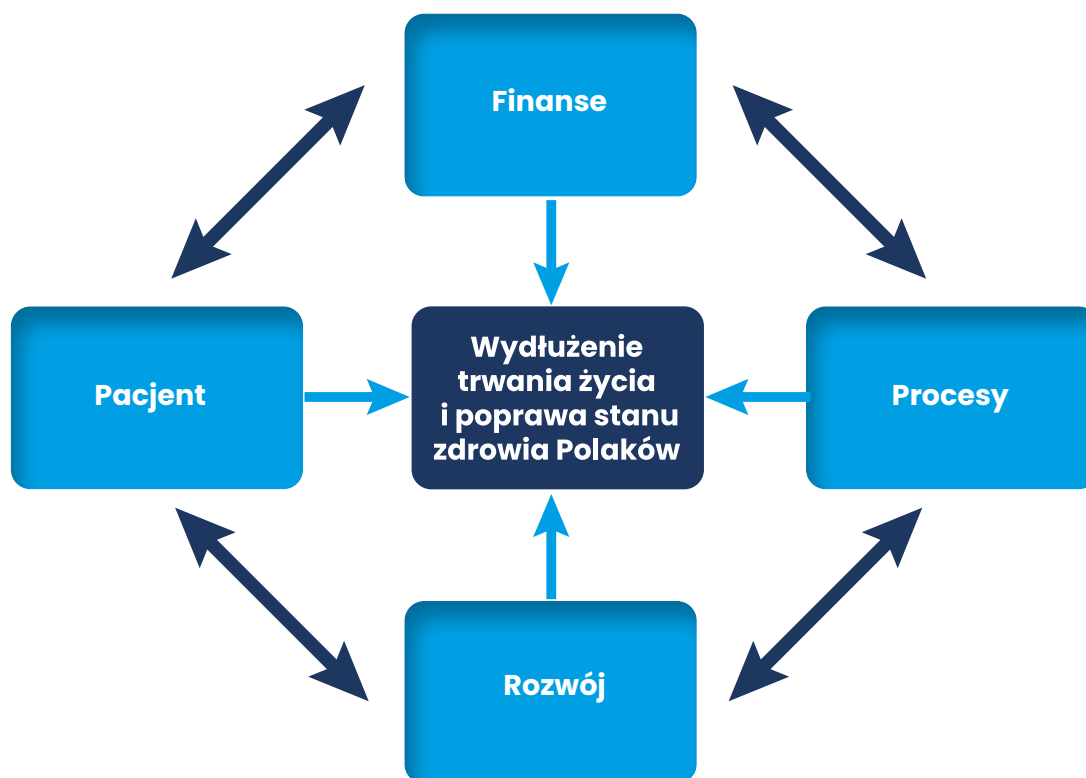 Finanse
Pacjent
Wydłużenie
trwania życia
i poprawa stanu
zdrowia Polaków
Procesy
Rozwój